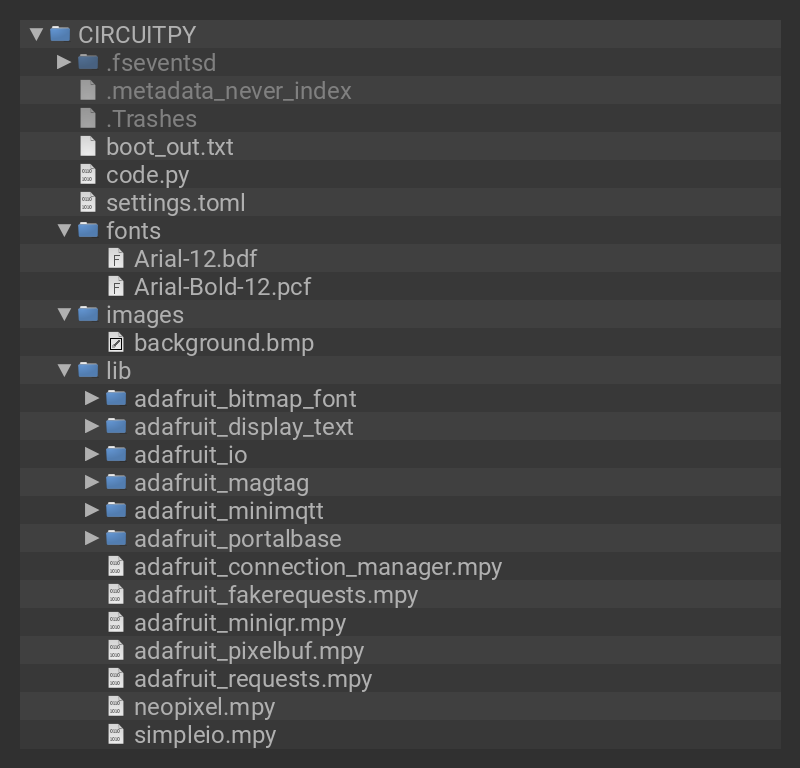 CIRCUITPY
.fseventsd
.metadata_never_index
.Trashes
boot_out.txt
code.py
settings.toml
fonts
Arial-12.bdf
Arial-Bold-12.pcf
images
background.bmp
lib
adafruit_bitmap_font
adafruit_display_text
adafruit_io
adafruit_magtag
adafruit_minimqtt
adafruit_portalbase
adafruit_connection_manager.mpy
adafruit_fakerequests.mpy
adafruit_miniqr.mpy
adafruit_pixelbuf.mpy
adafruit_requests.mpy
neopixel.mpy
simpleio.mpy